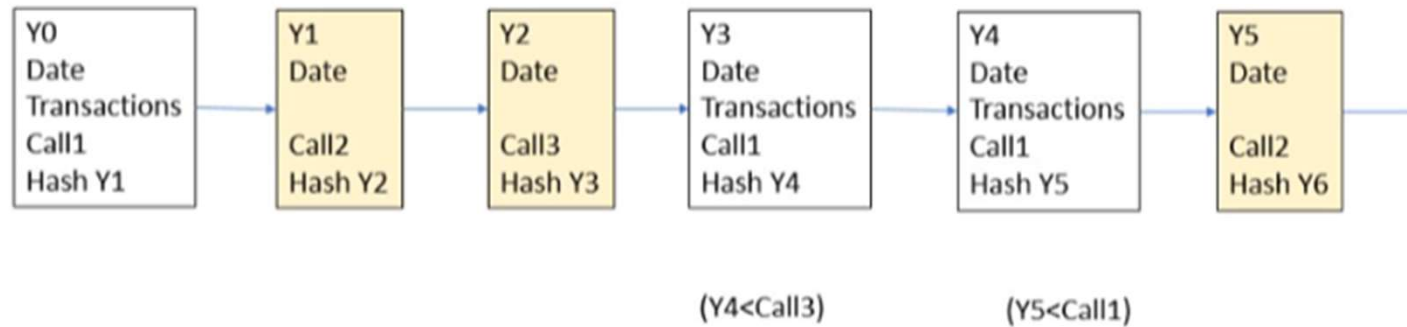 Y0
Date
Transactions
Call1
Hash Y1
Y1
Date
Call2
Hash Y2
Y2
Date
Call3
Hash Y3
Y3
Date
Transactions
Call1
Hash Y4
Y4
Date
Transactions
Call1
Hash Y5
Y5
Date
Call2
Hash Y6
(Y4<Call3)
(Y5<Call1)